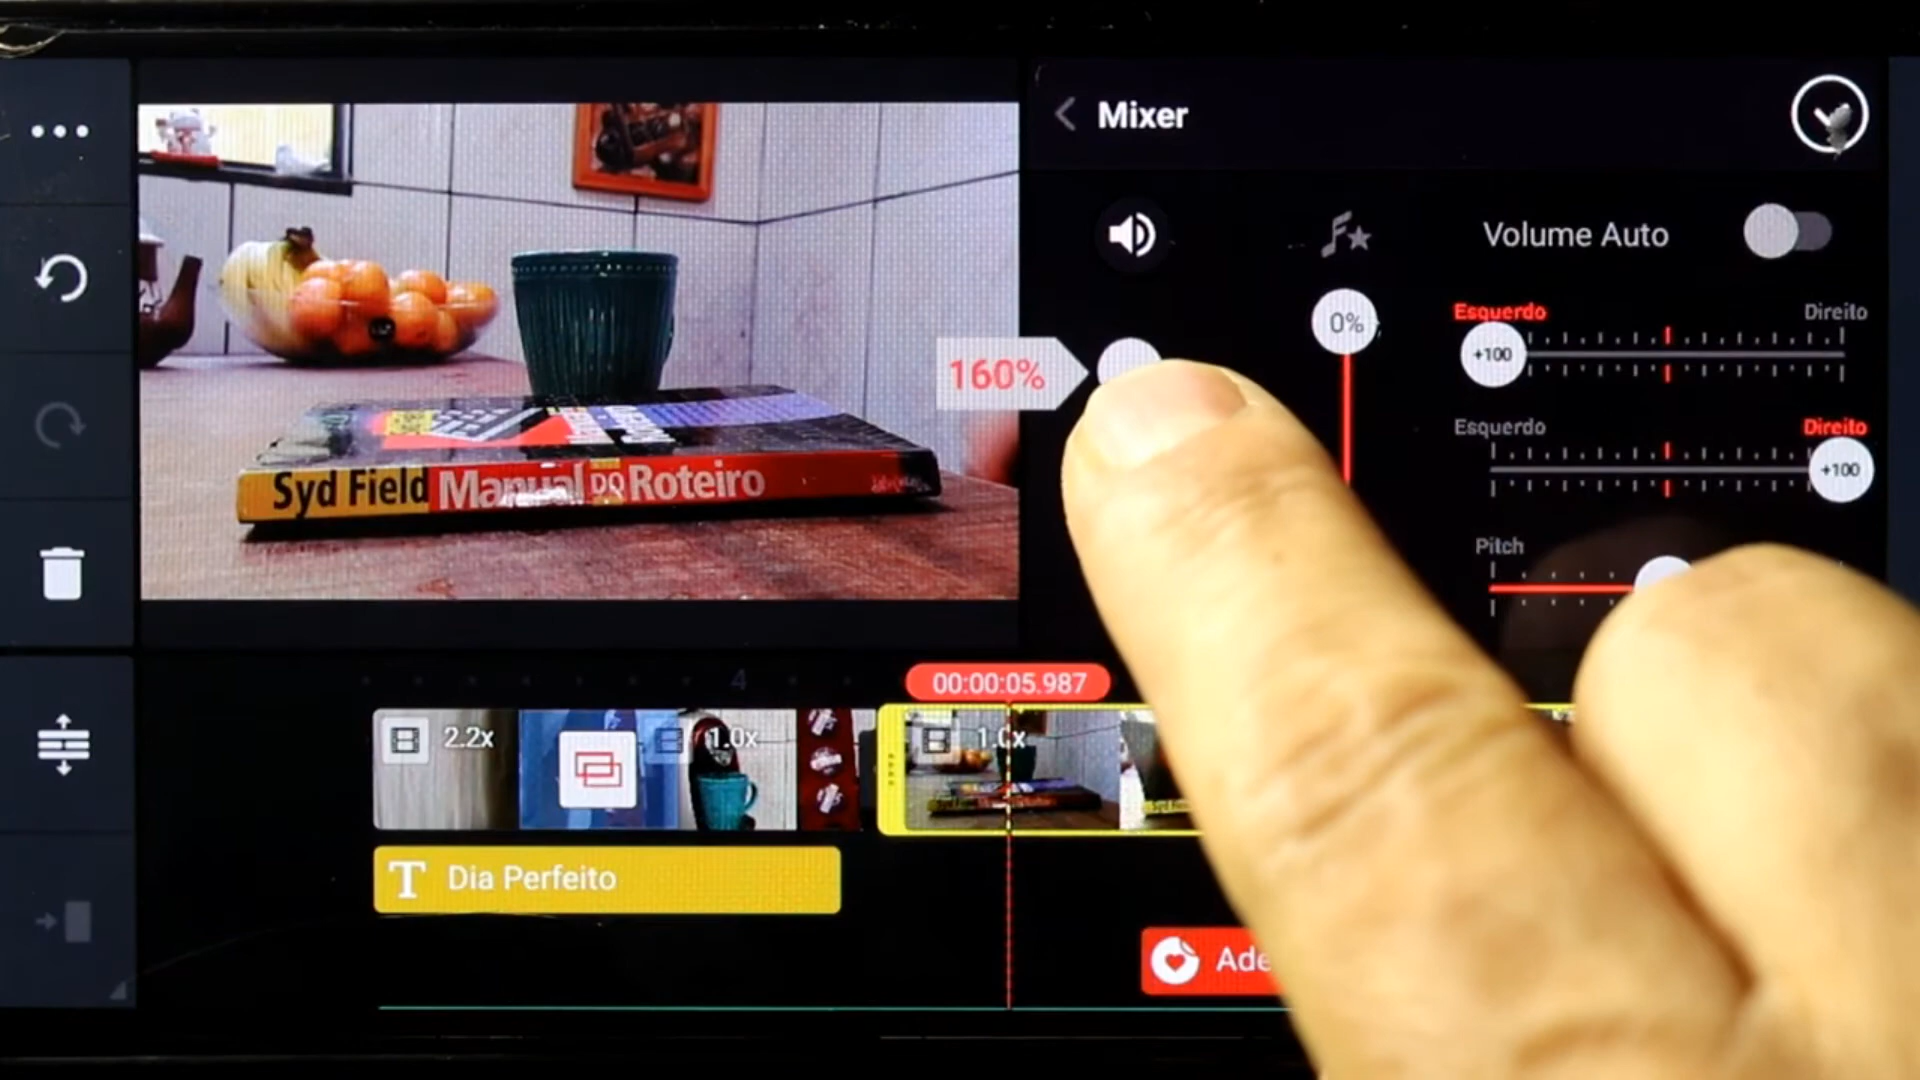 Mixer
Volume Auto
0%
Esquerdo
Direito
+100
160%
Esquerdo
Direito
+100
Syd Field Manual DO Roteiro
Pitch
4
00:00:05.987
2.2x
1.0x
1.0x
Dia Perfeito
Ade